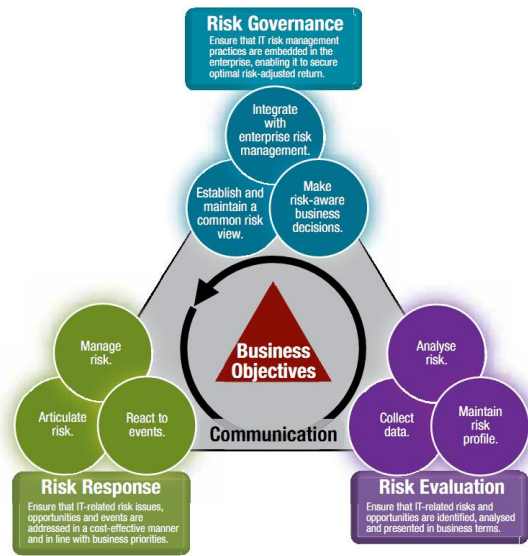 Risk Governance
Ensure that IT risk management
practices are embedded in the
enterprise, enabling it to secure
optimal risk-adjusted return.
Integrate
with
enterprise risk
management.
Establish and
maintain a
common risk
view.
Make
risk-aware
business
decisions.
Business
Objectives
Communication
Manage
risk.
Articulate
risk.
React to
events.
Risk Response
Ensure that IT-related risk issues,
opportunities and events are
addressed in a cost-effective manner
and in line with business priorities.
Analyse
risk.
Collect
data.
Maintain
risk
profile.
Risk Evaluation
Ensure that IT-related risks and
opportunities are identified, analysed
and presented in business terms.